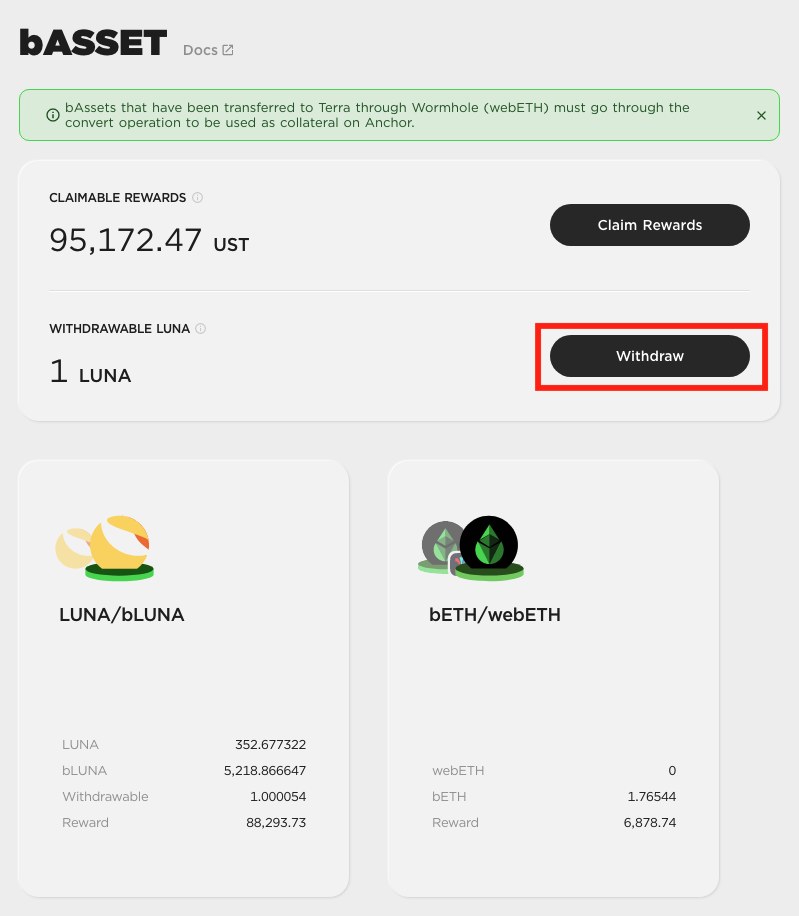 bASSET Docs
bAssets that have been transferred to Terra through Wormhole (webETH) must go through the
convert operation to be used as collateral on Anchor.
CLAIMABLE REWARDS
95,172.47 UST
Claim Rewards
WITHDRAWABLE LUNA
1 LUNA
Withdraw
LUNA/bLUNA
LUNA 352.677322
bLUNA 5,218.866647
Withdrawable 1.000054
Reward 88,293.73
bETH/webETH
webETH 0
bETH 1.76544
Reward 6,878.74